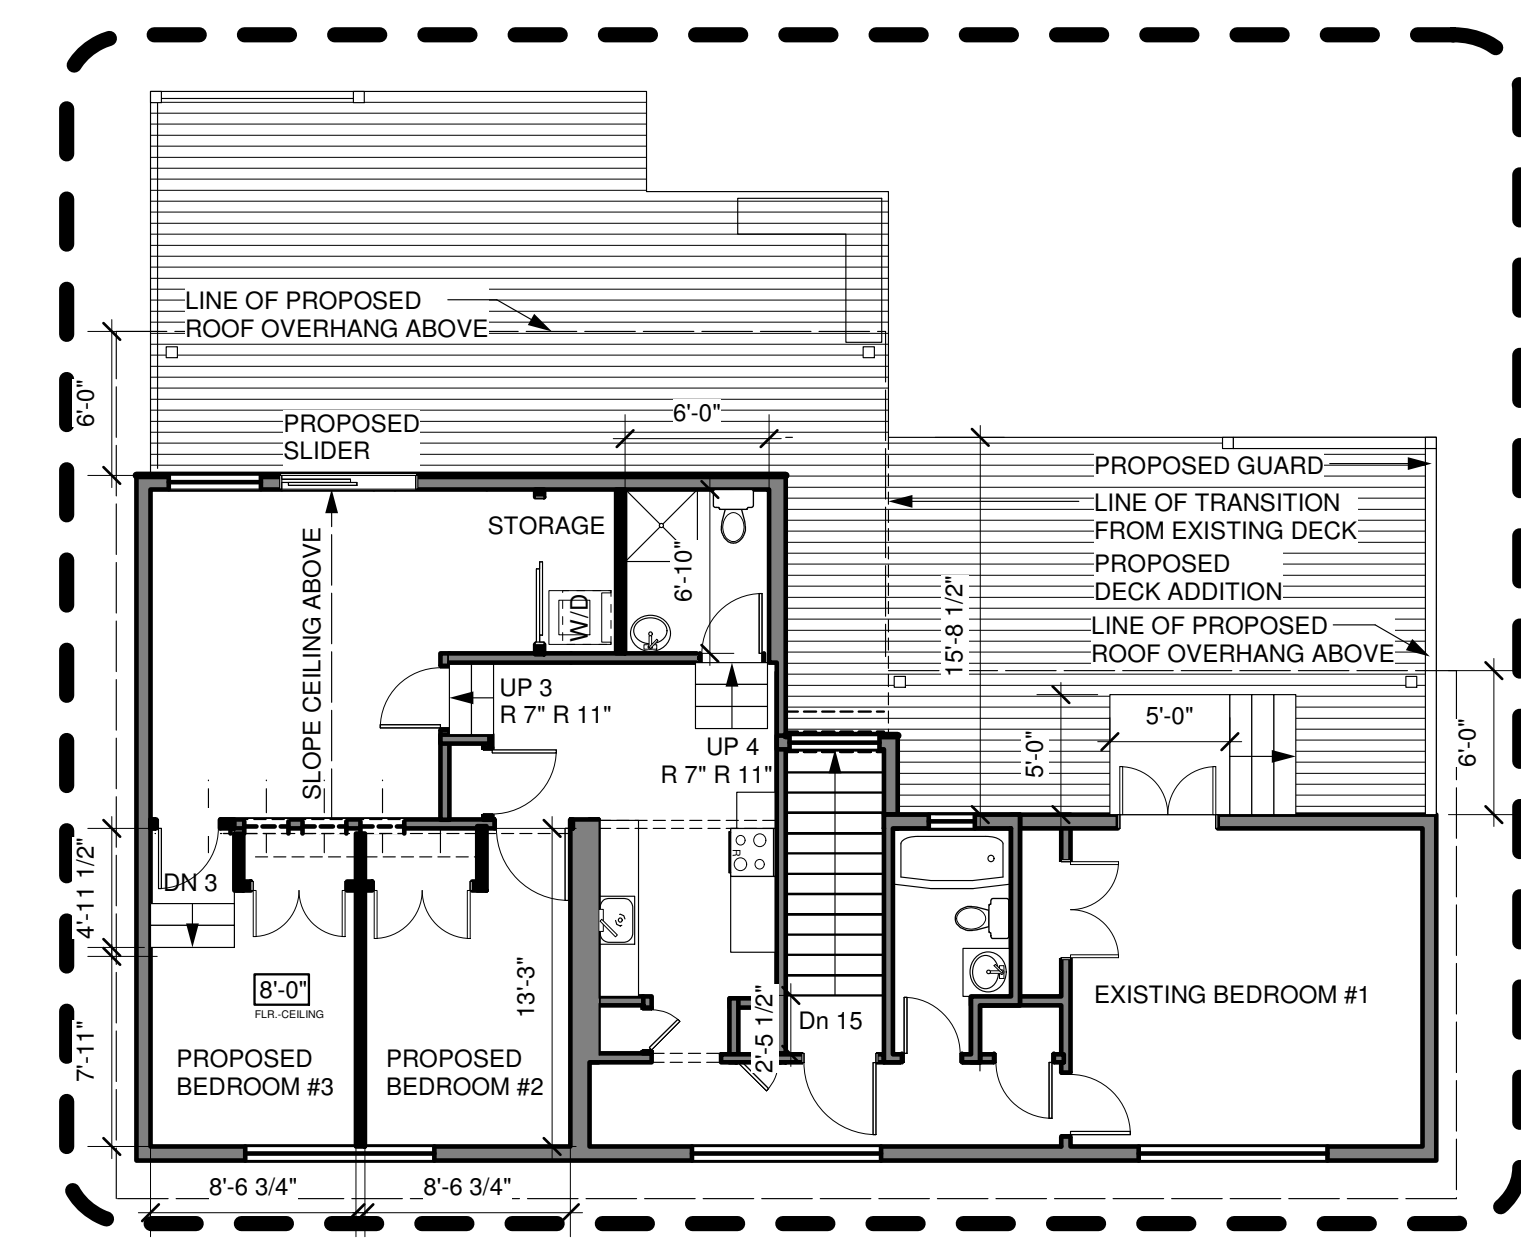 LINE OF PROPOSED
ROOF OVERHANG ABOVE
6'-0"
PROPOSED
SLIDER
6'-0"
PROPOSED GUARD
LINE OF TRANSITION
FROM EXISTING DECK
PROPOSED
DECK ADDITION
LINE OF PROPOSED
ROOF OVERHANG ABOVE
STORAGE
6'-10"
W/D
SLOPE CEILING ABOVE
15'-8 1/2"
UP 3
R 7" R 11"
UP 4
R 7" R 11"
5'-0"
5'-0"
6'-0"
R
DN 3
4'-11 1/2"
8'-0"
FLR.-CEILING
13'-3"
2'-5 1/2"
Dn 15
EXISTING BEDROOM #1
7'-11"
PROPOSED
BEDROOM #3
PROPOSED
BEDROOM #2
8'-6 3/4"
8'-6 3/4"